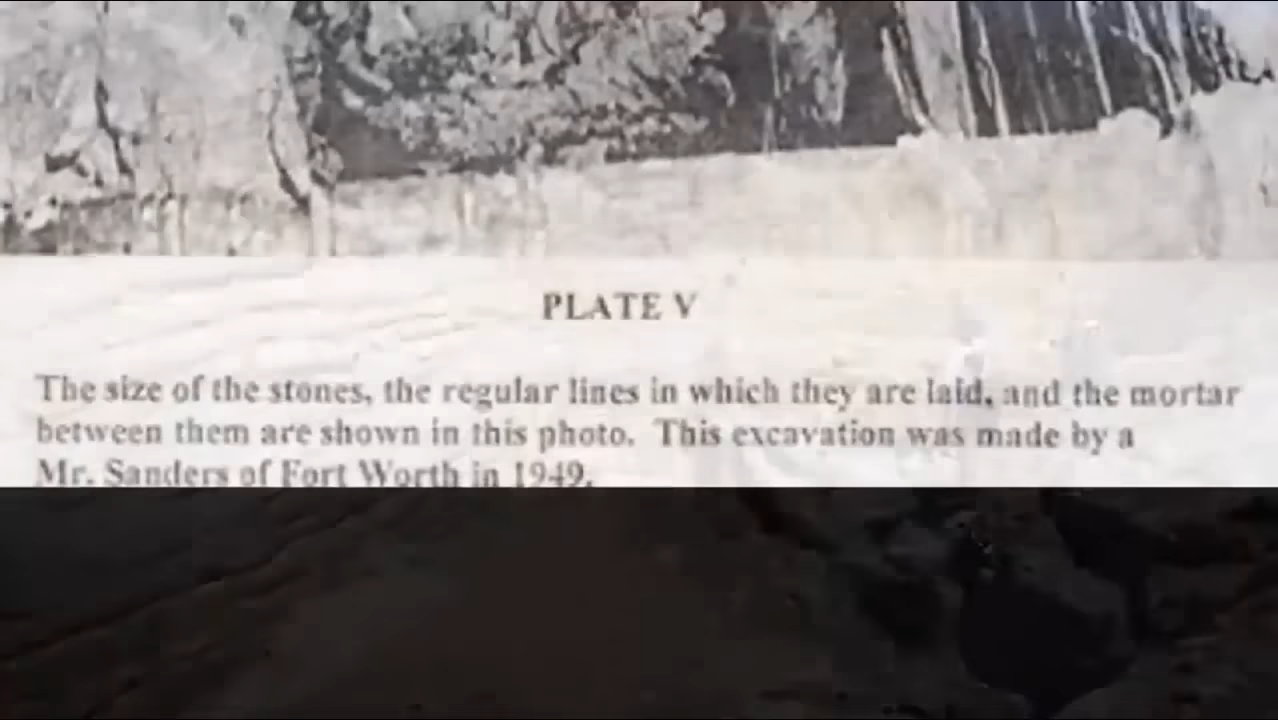 PLATE V
The size of the stones, the regular lines in which they are laid, and the mortar
between them are shown in this photo. This excavation was made by a
Mr. Sanders of Fort Worth in 1949.